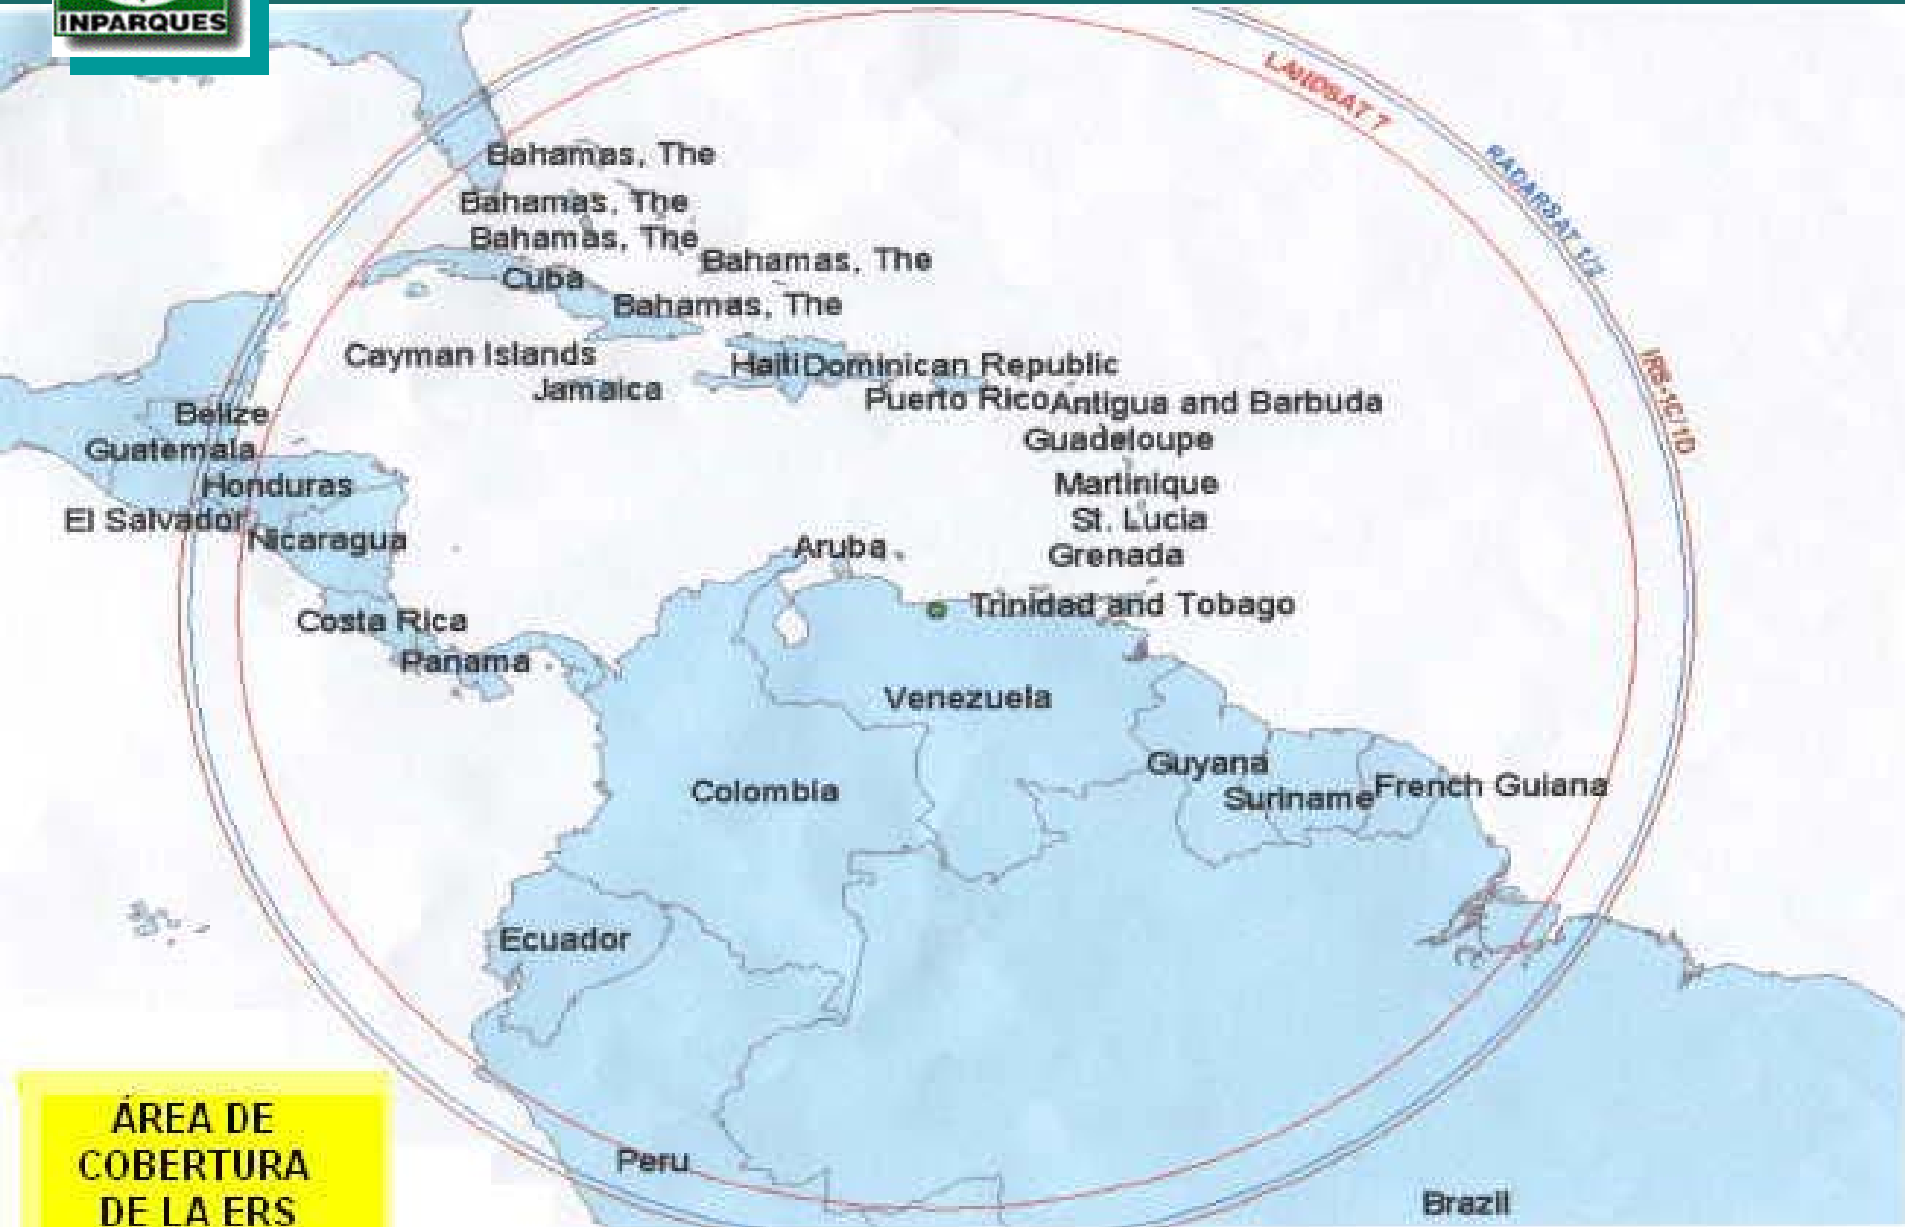 INPARQUES
LANDSAT 7
RADARSAT 1/2
IRS-1C/1D
Bahamas, The
Bahamas, The
Bahamas, The
Bahamas, The
Cuba
Bahamas, The
Cayman Islands
Haiti
Dominican Republic
Jamaica
Puerto Rico
Antigua and Barbuda
Belize
Guadeloupe
Guatemala
Honduras
Martinique
El Salvador
St. Lucia
Nicaragua
Aruba
Grenada
Costa Rica
Trinidad and Tobago
Panama
Venezuela
Colombia
Guyana
Suriname
French Guiana
Ecuador
Peru
Brazil
ÁREA DE
COBERTURA
DE LA ERS